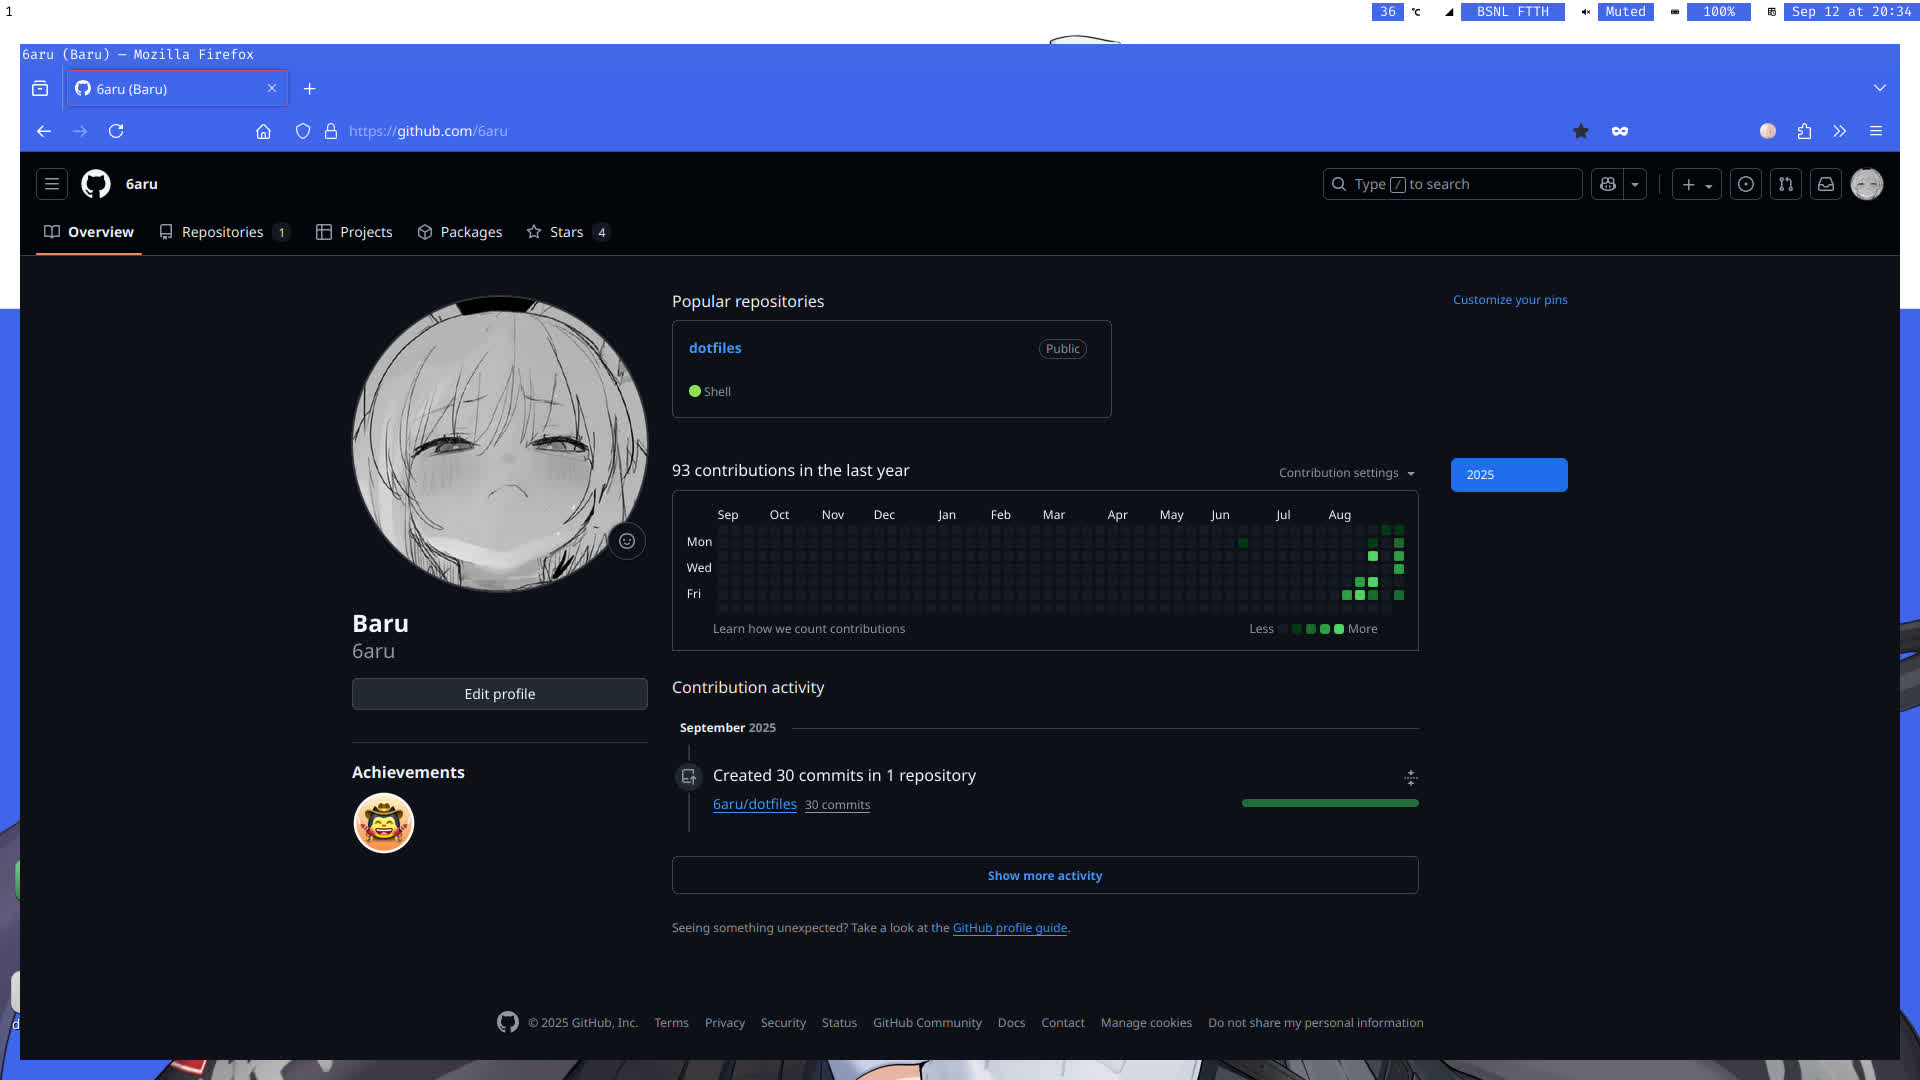 1
36 °C BSNL FTTH Muted 100% Sep 12 at 20:34
6aru (Baru) — Mozilla Firefox
6aru (Baru)
https://github.com/6aru
6aru
Type / to search
Overview Repositories 1 Projects Packages Stars 4
Popular repositories
Customize your pins
dotfiles
Public
Shell
93 contributions in the last year
Contribution settings
2025
Sep Oct Nov Dec Jan Feb Mar Apr May Jun Jul Aug
Mon
Wed
Fri
Learn how we count contributions
Less More
Baru
6aru
Edit profile
Achievements
Contribution activity
September 2025
Created 30 commits in 1 repository
6aru/dotfiles 30 commits
Show more activity
Seeing something unexpected? Take a look at the GitHub profile guide.
© 2025 GitHub, Inc. Terms Privacy Security Status GitHub Community Docs Contact Manage cookies Do not share my personal information